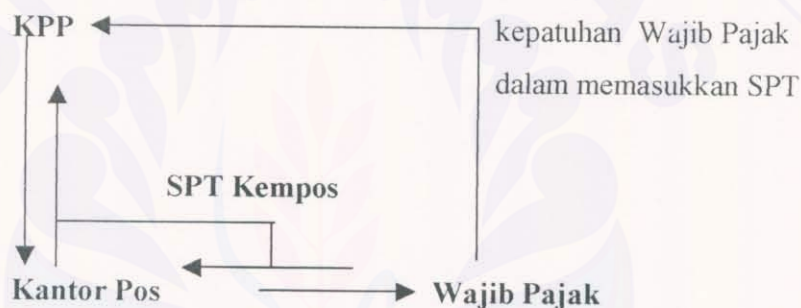 KPP
kepatuhan Wajib Pajak
dalam memasukkan SPT
SPT Kempos
Kantor Pos
Wajib Pajak